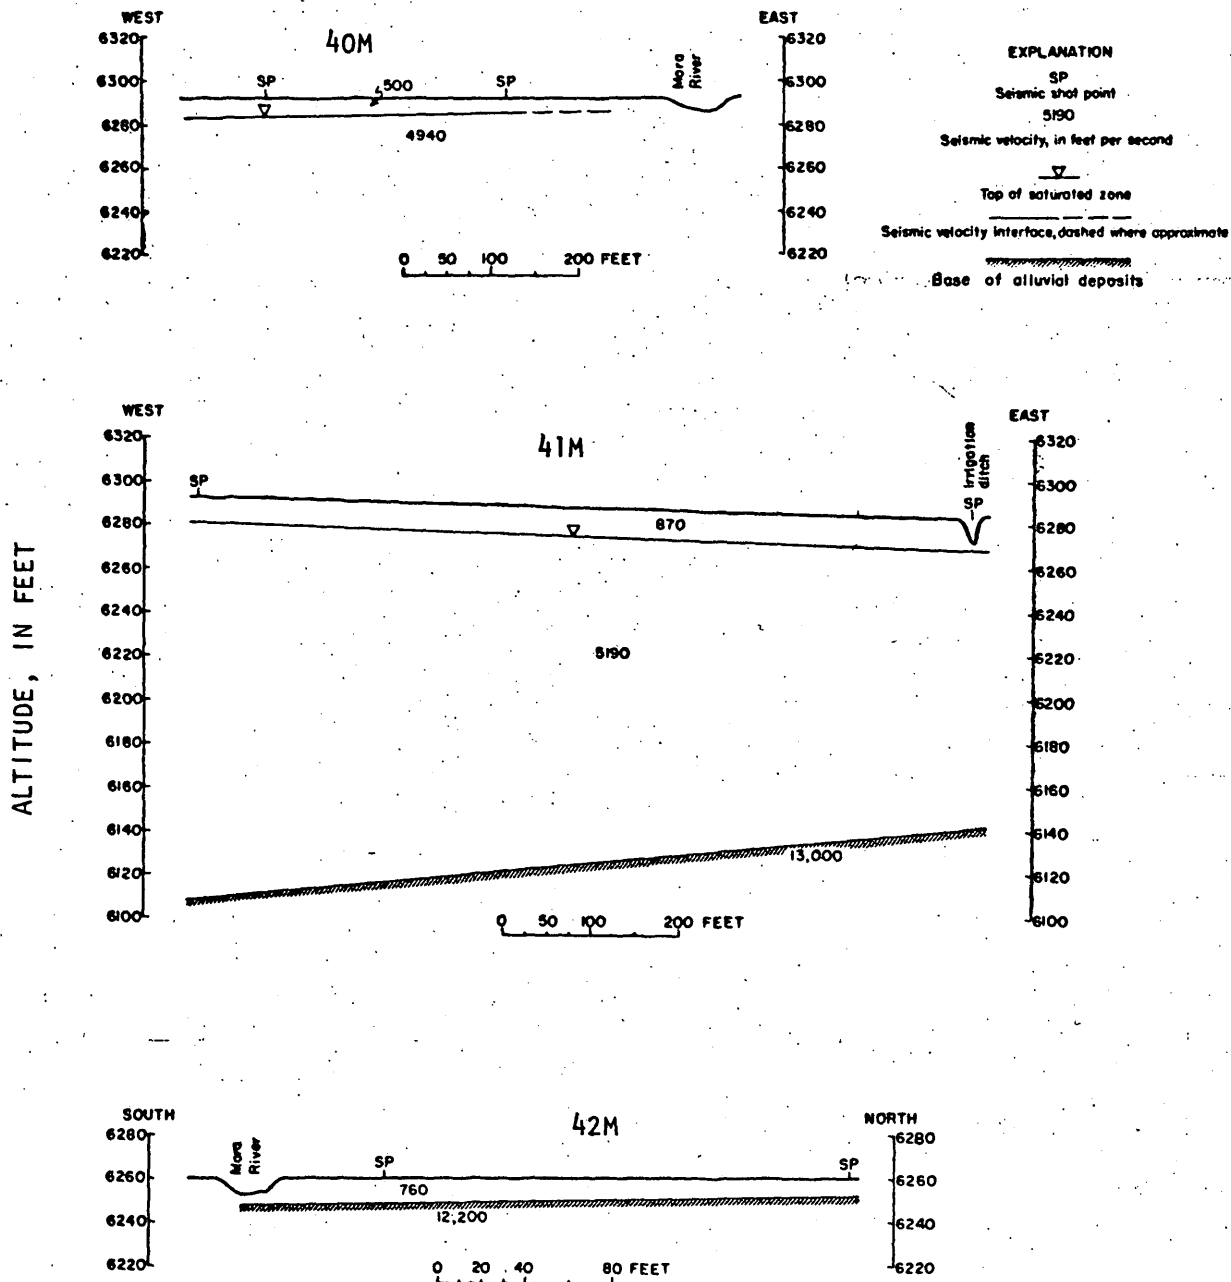 WEST
EAST
6320
6300
6280
6260
6240
6220
40M
SP
500
SP
Mora
River
4940
6320
6300
6280
6260
6240
6220
0 50 100 200 FEET
EXPLANATION
SP
Seismic shot point
5190
Seismic velocity, in feet per second
Top of saturated zone
Seismic velocity interface, dashed where approximate
Base of alluvial deposits
ALTITUDE, IN FEET
WEST
EAST
6320
6300
6280
6260
6240
6220
6200
6180
6160
6140
6120
6100
41M
SP
870
Irrigation
ditch
SP
5190
13,000
6320
6300
6280
6260
6240
6220
6200
6180
6160
6140
6120
6100
0 50 100 200 FEET
SOUTH
NORTH
6280
6260
6240
6220
42M
Mora
River
SP
SP
760
12,200
6280
6260
6240
6220
0 20 40 80 FEET